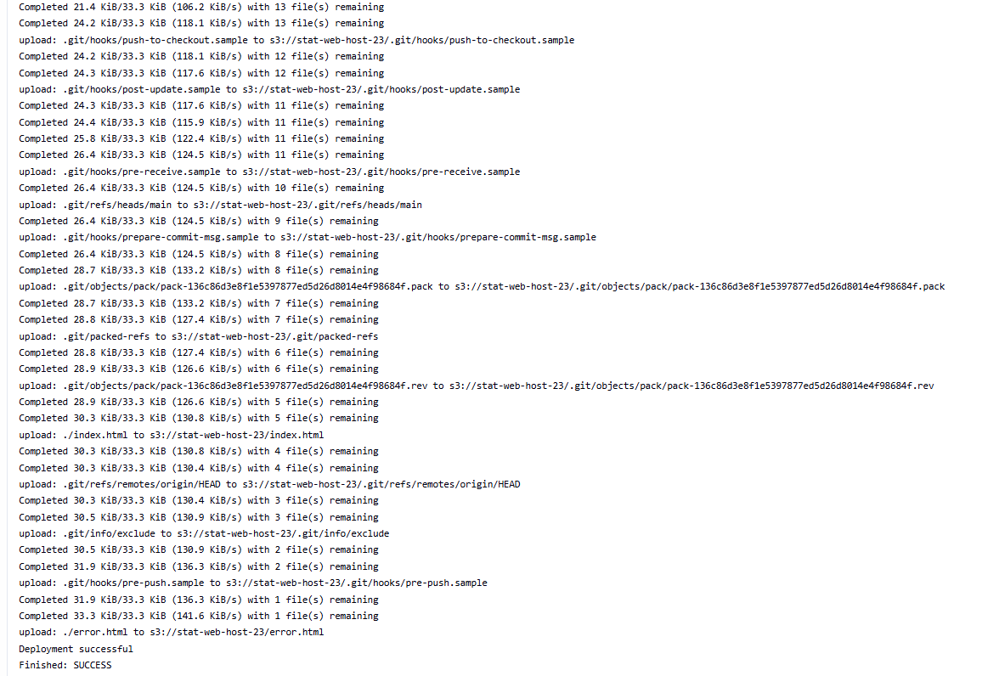 Completed 21.4 KiB/33.3 KiB (106.2 KiB/s) with 13 file(s) remaining
Completed 24.2 KiB/33.3 KiB (118.1 KiB/s) with 13 file(s) remaining
upload: .git/hooks/push-to-checkout.sample to s3://stat-web-host-23/.git/hooks/push-to-checkout.sample
Completed 24.2 KiB/33.3 KiB (118.1 KiB/s) with 12 file(s) remaining
Completed 24.3 KiB/33.3 KiB (117.6 KiB/s) with 12 file(s) remaining
upload: .git/hooks/post-update.sample to s3://stat-web-host-23/.git/hooks/post-update.sample
Completed 24.3 KiB/33.3 KiB (117.6 KiB/s) with 11 file(s) remaining
Completed 24.4 KiB/33.3 KiB (115.9 KiB/s) with 11 file(s) remaining
Completed 25.8 KiB/33.3 KiB (122.4 KiB/s) with 11 file(s) remaining
Completed 26.4 KiB/33.3 KiB (124.5 KiB/s) with 11 file(s) remaining
upload: .git/hooks/pre-receive.sample to s3://stat-web-host-23/.git/hooks/pre-receive.sample
Completed 26.4 KiB/33.3 KiB (124.5 KiB/s) with 10 file(s) remaining
upload: .git/refs/heads/main to s3://stat-web-host-23/.git/refs/heads/main
Completed 26.4 KiB/33.3 KiB (124.5 KiB/s) with 9 file(s) remaining
upload: .git/hooks/prepare-commit-msg.sample to s3://stat-web-host-23/.git/hooks/prepare-commit-msg.sample
Completed 26.4 KiB/33.3 KiB (124.5 KiB/s) with 8 file(s) remaining
Completed 28.7 KiB/33.3 KiB (133.2 KiB/s) with 8 file(s) remaining
upload: .git/objects/pack/pack-136c86d3e8f1e5397877ed5d26d8014e4f98684f.pack to s3://stat-web-host-23/.git/objects/pack/pack-136c86d3e8f1e5397877ed5d26d8014e4f98684f.pack
Completed 28.7 KiB/33.3 KiB (133.2 KiB/s) with 7 file(s) remaining
Completed 28.8 KiB/33.3 KiB (127.4 KiB/s) with 7 file(s) remaining
upload: .git/packed-refs to s3://stat-web-host-23/.git/packed-refs
Completed 28.8 KiB/33.3 KiB (127.4 KiB/s) with 6 file(s) remaining
Completed 28.9 KiB/33.3 KiB (126.6 KiB/s) with 6 file(s) remaining
upload: .git/objects/pack/pack-136c86d3e8f1e5397877ed5d26d8014e4f98684f.rev to s3://stat-web-host-23/.git/objects/pack/pack-136c86d3e8f1e5397877ed5d26d8014e4f98684f.rev
Completed 28.9 KiB/33.3 KiB (126.6 KiB/s) with 5 file(s) remaining
Completed 30.3 KiB/33.3 KiB (130.8 KiB/s) with 5 file(s) remaining
upload: ./index.html to s3://stat-web-host-23/index.html
Completed 30.3 KiB/33.3 KiB (130.8 KiB/s) with 4 file(s) remaining
Completed 30.3 KiB/33.3 KiB (130.4 KiB/s) with 4 file(s) remaining
upload: .git/refs/remotes/origin/HEAD to s3://stat-web-host-23/.git/refs/remotes/origin/HEAD
Completed 30.3 KiB/33.3 KiB (130.4 KiB/s) with 3 file(s) remaining
Completed 30.5 KiB/33.3 KiB (130.9 KiB/s) with 3 file(s) remaining
upload: .git/info/exclude to s3://stat-web-host-23/.git/info/exclude
Completed 30.5 KiB/33.3 KiB (130.9 KiB/s) with 2 file(s) remaining
Completed 31.9 KiB/33.3 KiB (136.3 KiB/s) with 2 file(s) remaining
upload: .git/hooks/pre-push.sample to s3://stat-web-host-23/.git/hooks/pre-push.sample
Completed 31.9 KiB/33.3 KiB (136.3 KiB/s) with 1 file(s) remaining
Completed 33.3 KiB/33.3 KiB (141.6 KiB/s) with 1 file(s) remaining
upload: ./error.html to s3://stat-web-host-23/error.html
Deployment successful
Finished: SUCCESS